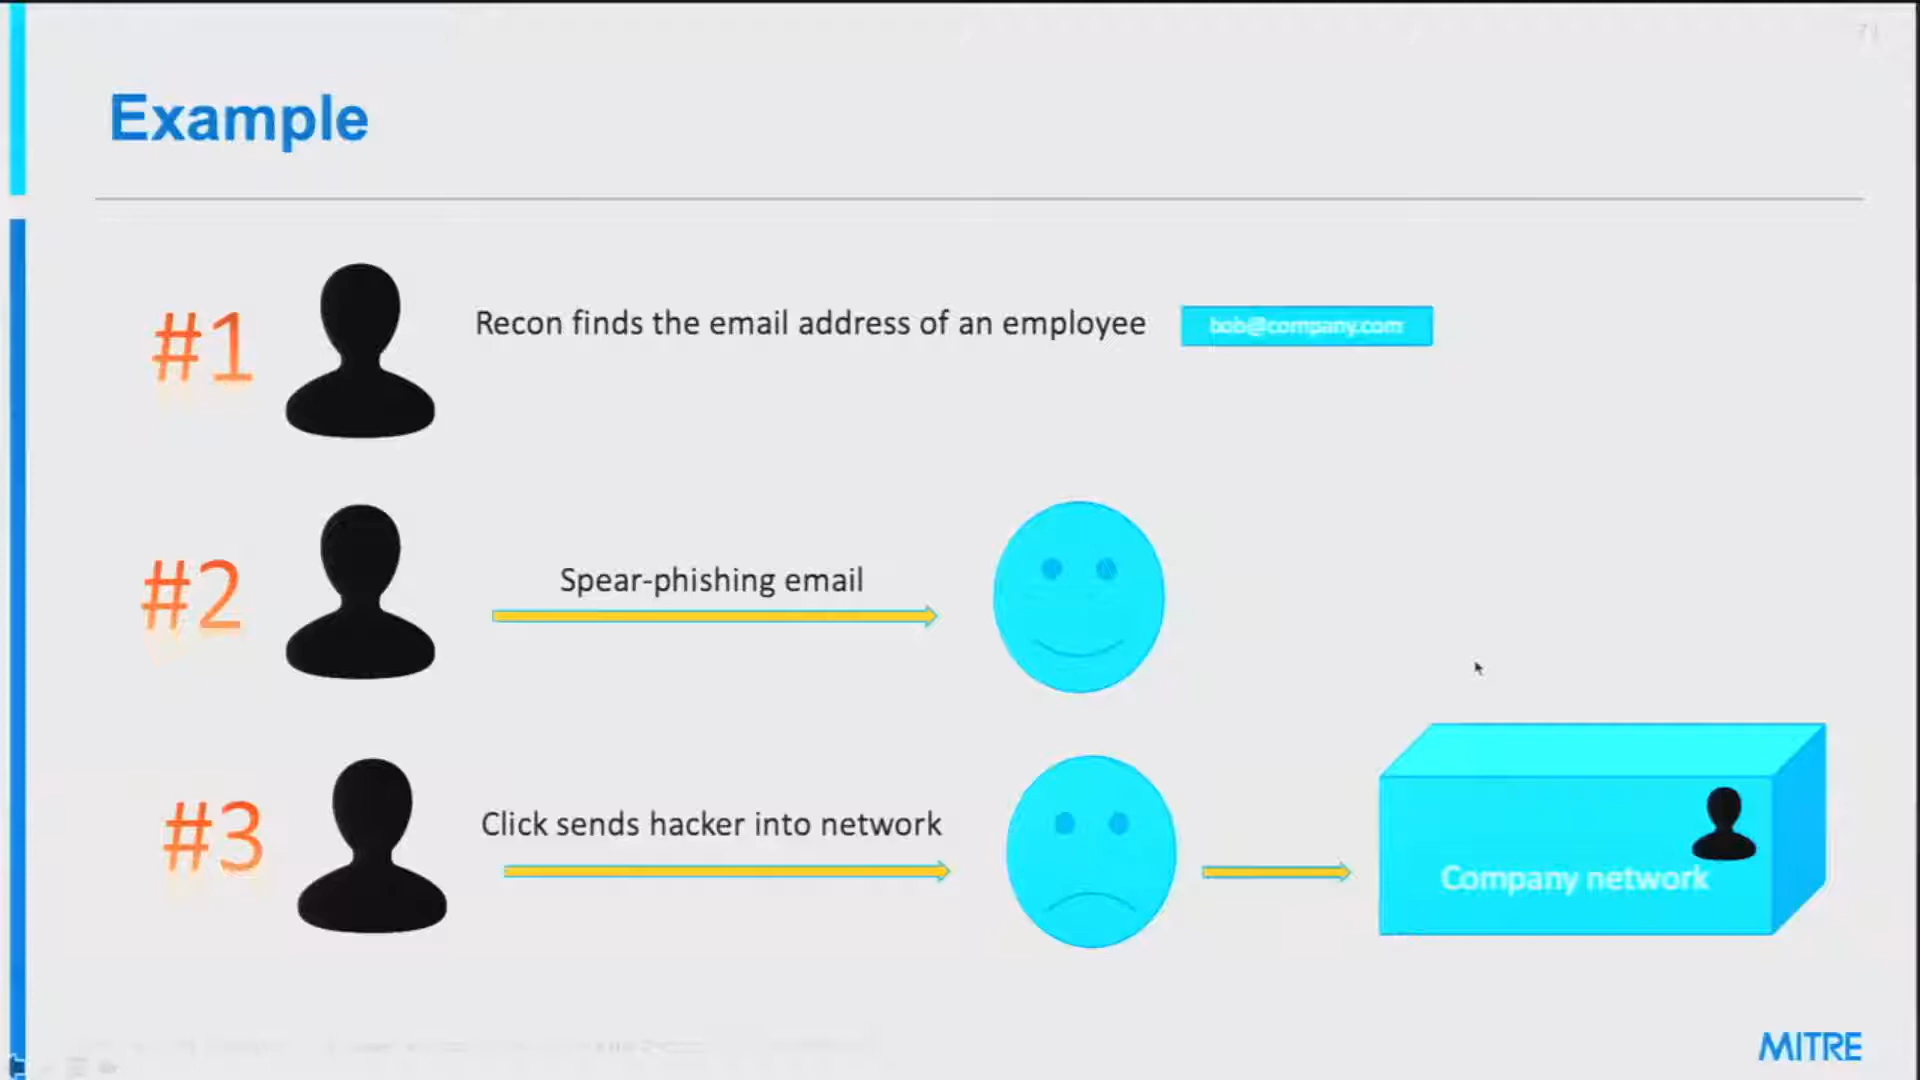 Example
#1
Recon finds the email address of an employee
bob@company.com
#2
Spear-phishing email
#3
Click sends hacker into network
Company network
MITRE